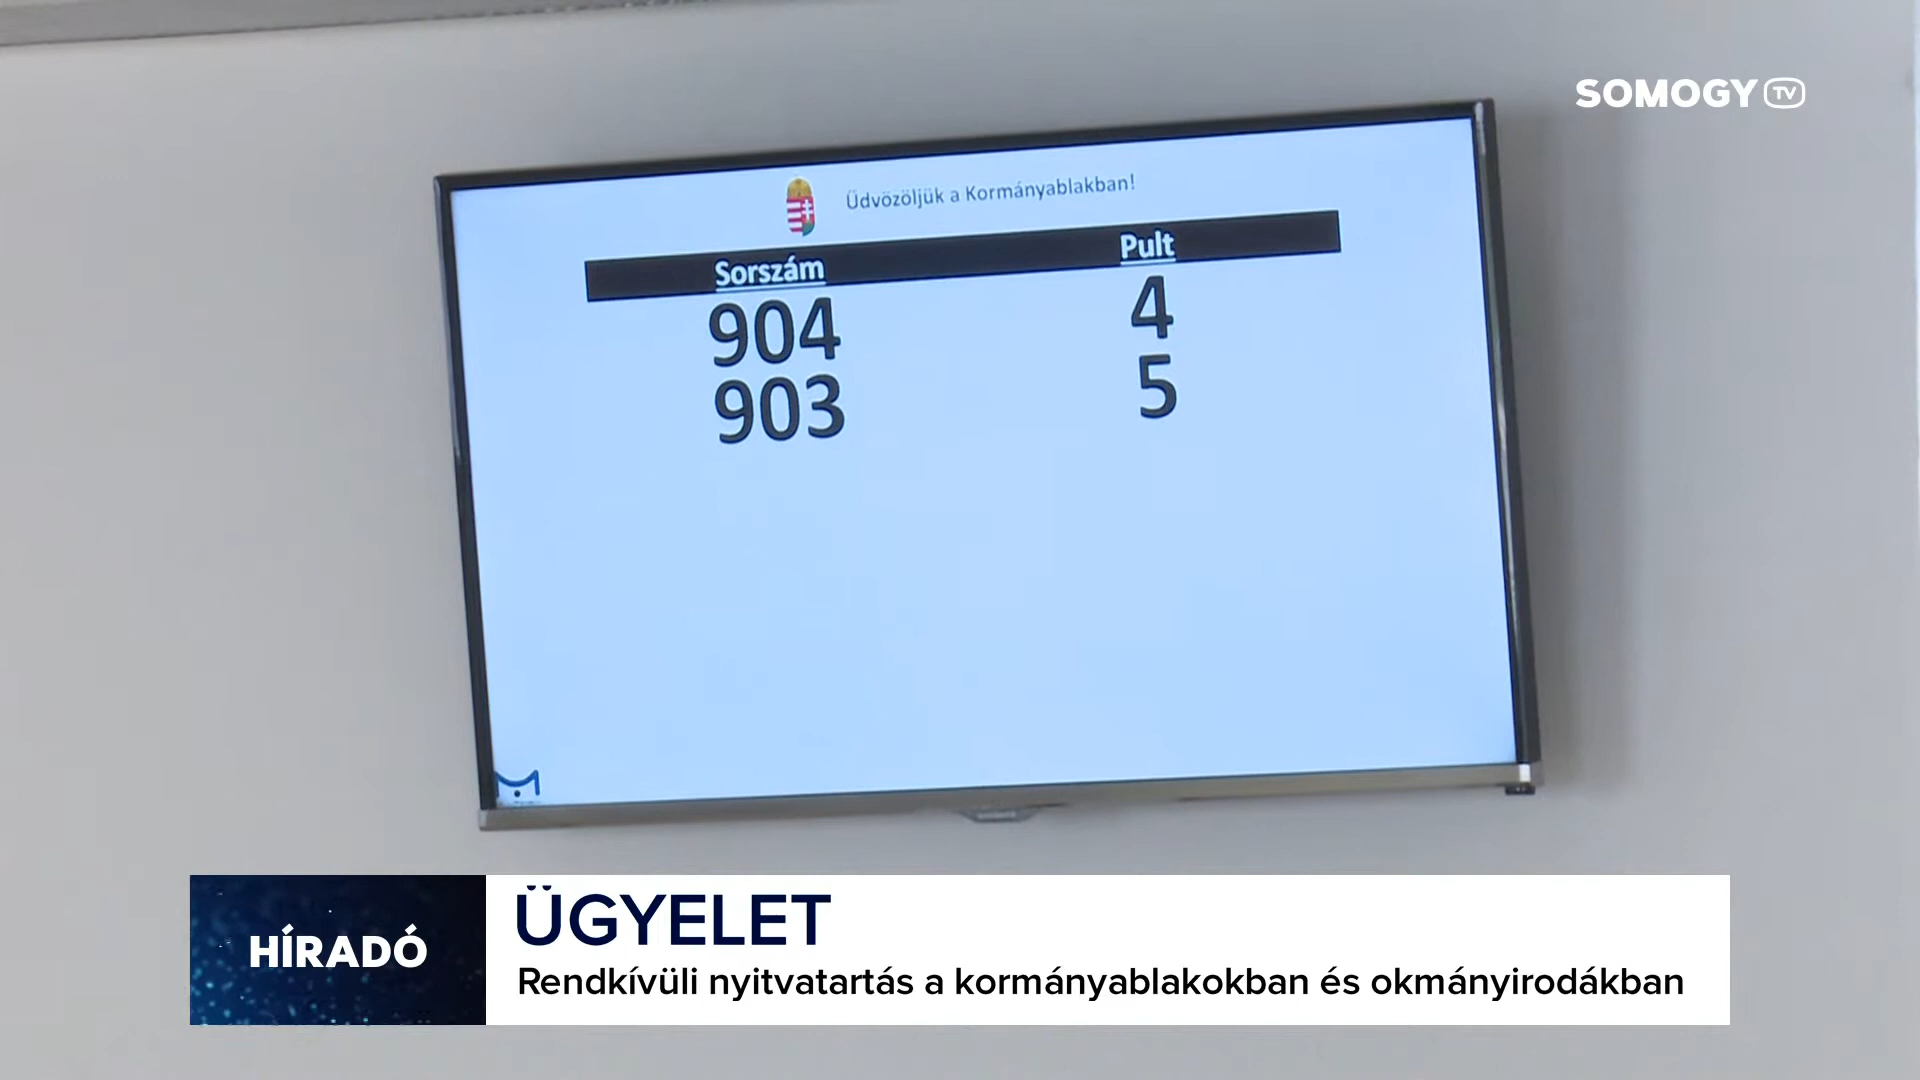 SOMOGY TV
Üdvözöljük a Kormányablakban!
Sorszám Pult
904 4
903 5
HÍRADÓ
ÜGYELET
Rendkívüli nyitvatartás a kormányablakokban és okmányirodákban